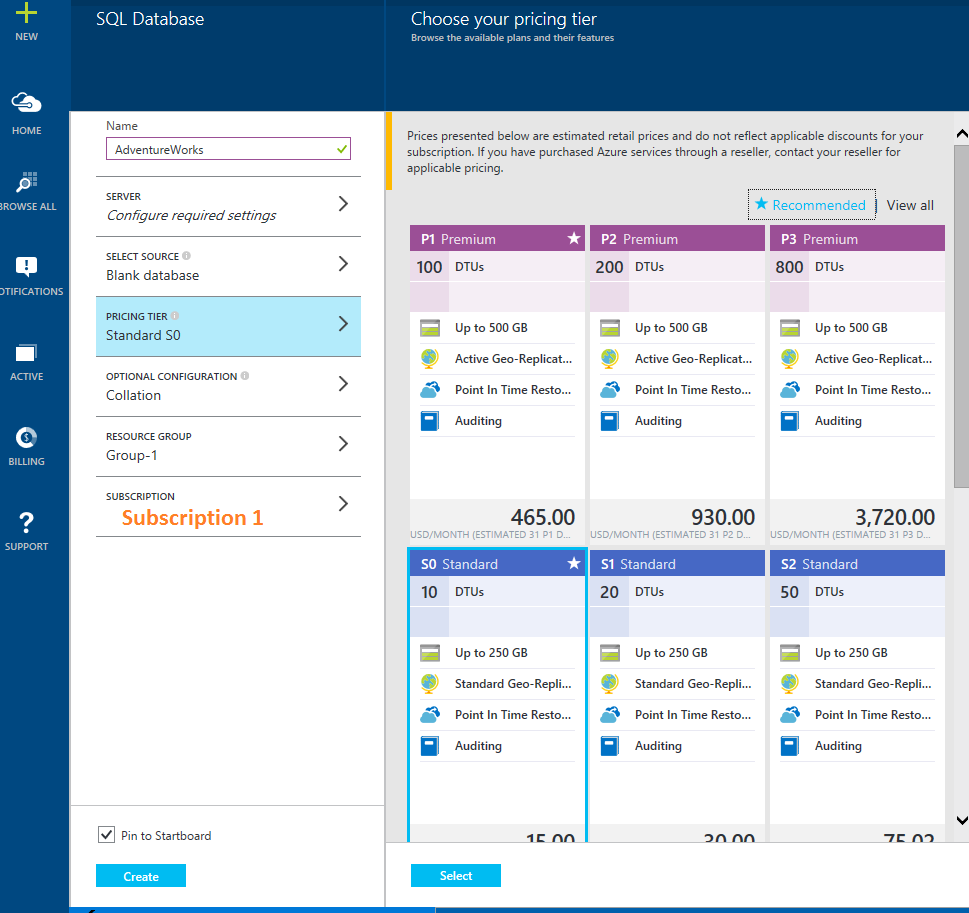 NEW
HOME
BROWSE ALL
OTIFICATIONS
ACTIVE
BILLING
SUPPORT
SQL Database
Name
AdventureWorks
SERVER
Configure required settings
SELECT SOURCE
Blank database
PRICING TIER
Standard S0
OPTIONAL CONFIGURATION
Collation
RESOURCE GROUP
Group-1
SUBSCRIPTION
Subscription 1
Pin to Startboard
Create
Choose your pricing tier
Browse the available plans and their features
Prices presented below are estimated retail prices and do not reflect applicable discounts for your
subscription. If you have purchased Azure services through a reseller, contact your reseller for
applicable pricing.
Recommended View all
P1 Premium
100 DTUs
Up to 500 GB
Active Geo-Replicat...
Point In Time Resto...
Auditing
465.00
USD/MONTH (ESTIMATED 31 P1 D...
P2 Premium
200 DTUs
Up to 500 GB
Active Geo-Replicat...
Point In Time Resto...
Auditing
930.00
USD/MONTH (ESTIMATED 31 P2 D...
P3 Premium
800 DTUs
Up to 500 GB
Active Geo-Replicat...
Point In Time Resto...
Auditing
3,720.00
USD/MONTH (ESTIMATED 31 P3 D...
S0 Standard
10 DTUs
Up to 250 GB
Standard Geo-Repli...
Point In Time Resto...
Auditing
15.00
S1 Standard
20 DTUs
Up to 250 GB
Standard Geo-Repli...
Point In Time Resto...
Auditing
30.00
S2 Standard
50 DTUs
Up to 250 GB
Standard Geo-Repli...
Point In Time Resto...
Auditing
75.02
Select